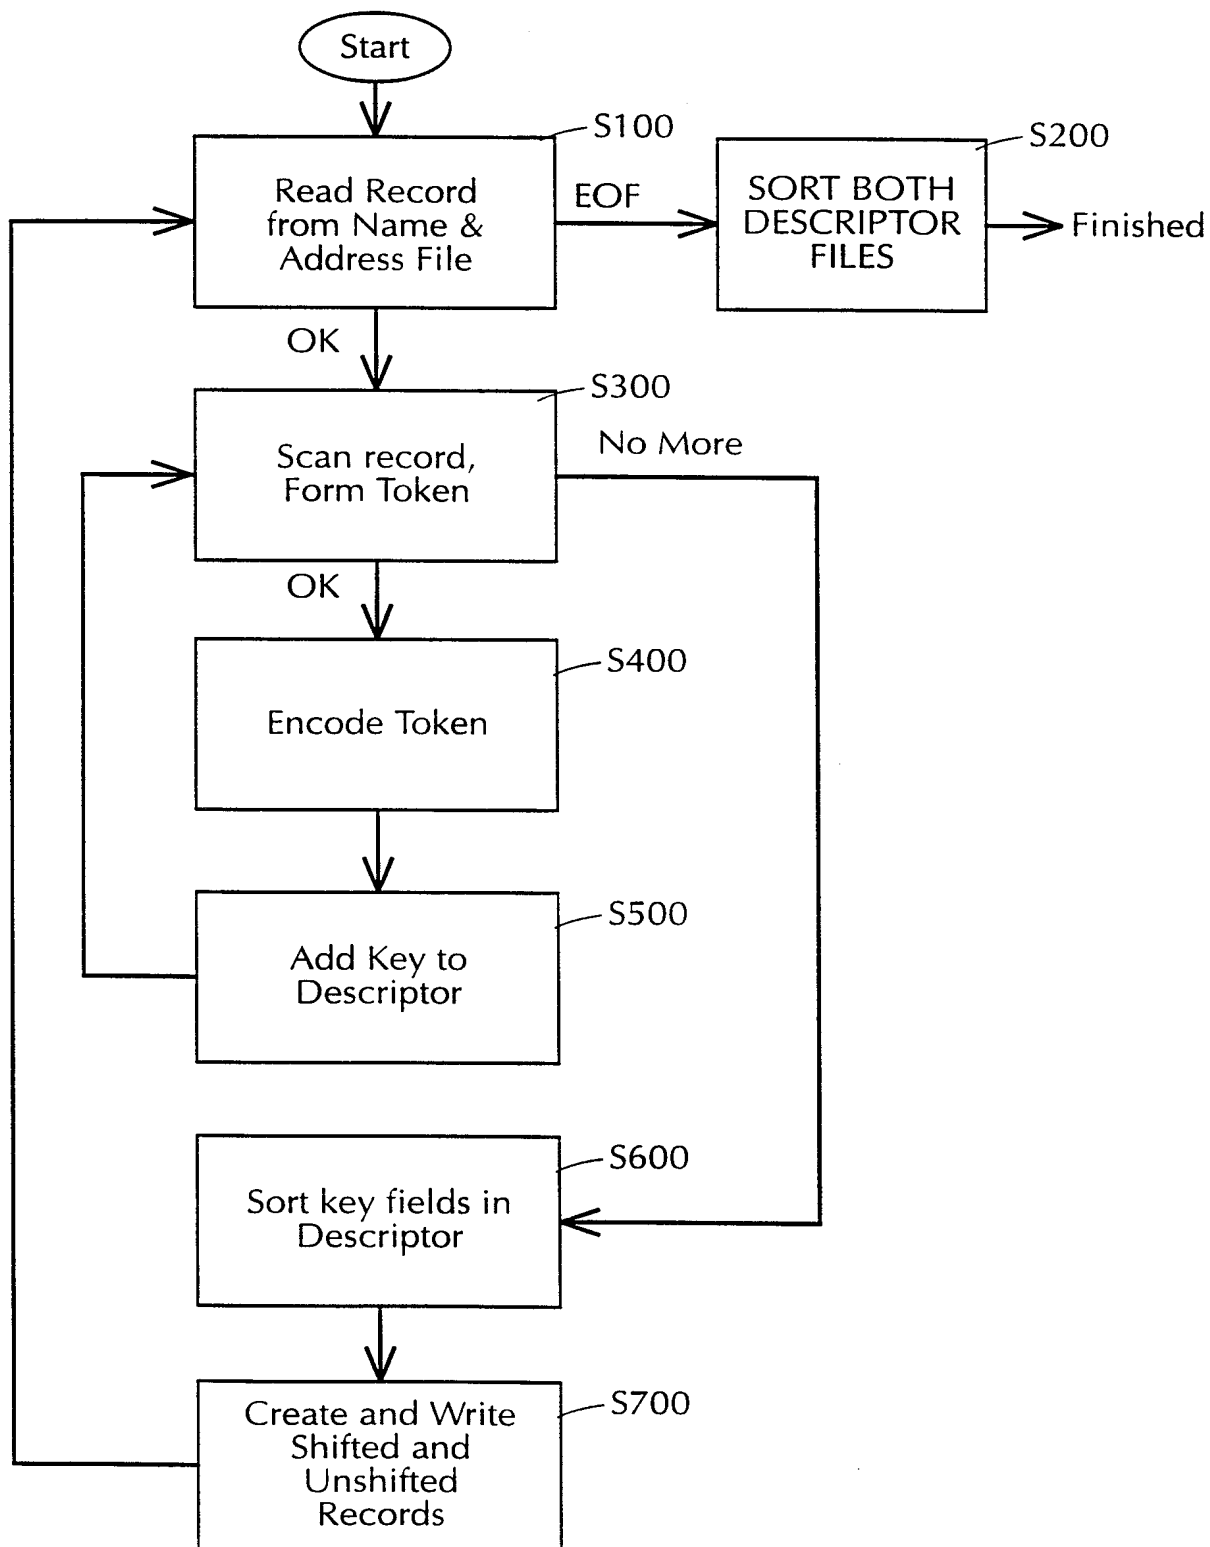 Start
S100
Read Record
from Name &
Address File
EOF
S200
SORT BOTH
DESCRIPTOR
FILES
Finished
OK
S300
Scan record,
Form Token
No More
OK
S400
Encode Token
S500
Add Key to
Descriptor
S600
Sort key fields in
Descriptor
S700
Create and Write
Shifted and
Unshifted
Records